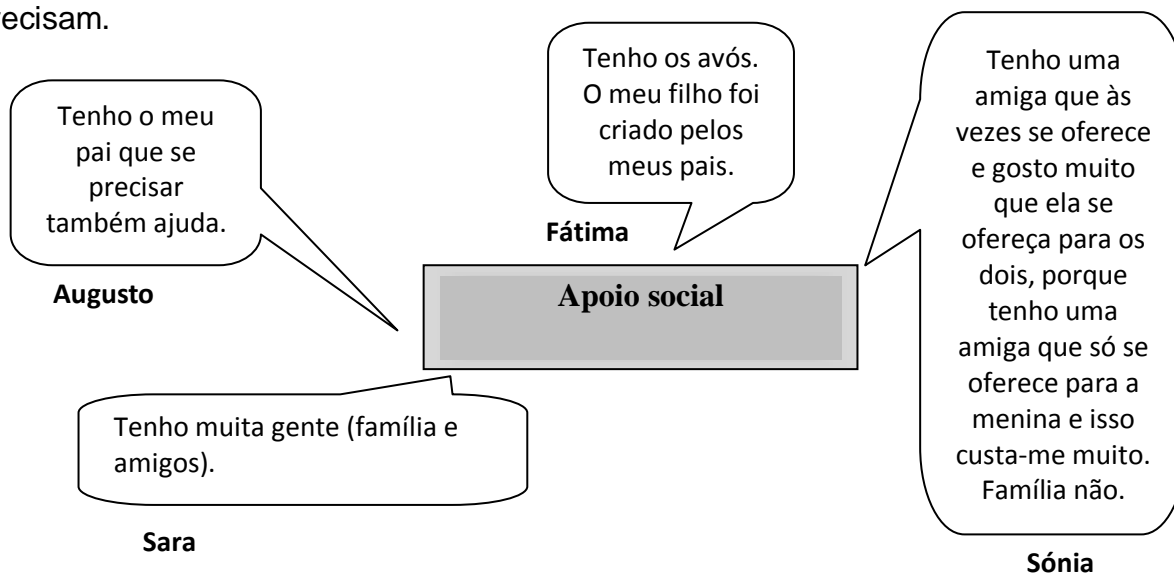 Tenho o meu
pai que se
precisar
também ajuda.
Augusto
Tenho os avós.
O meu filho foi
criado pelos
meus pais.
Fátima
Apoio social
Tenho uma
amiga que às
vezes se oferece
e gosto muito
que ela se
ofereça para os
dois, porque
tenho uma
amiga que só se
oferece para a
menina e isso
custa-me muito.
Família não.
Sónia
Tenho muita gente (família e
amigos).
Sara